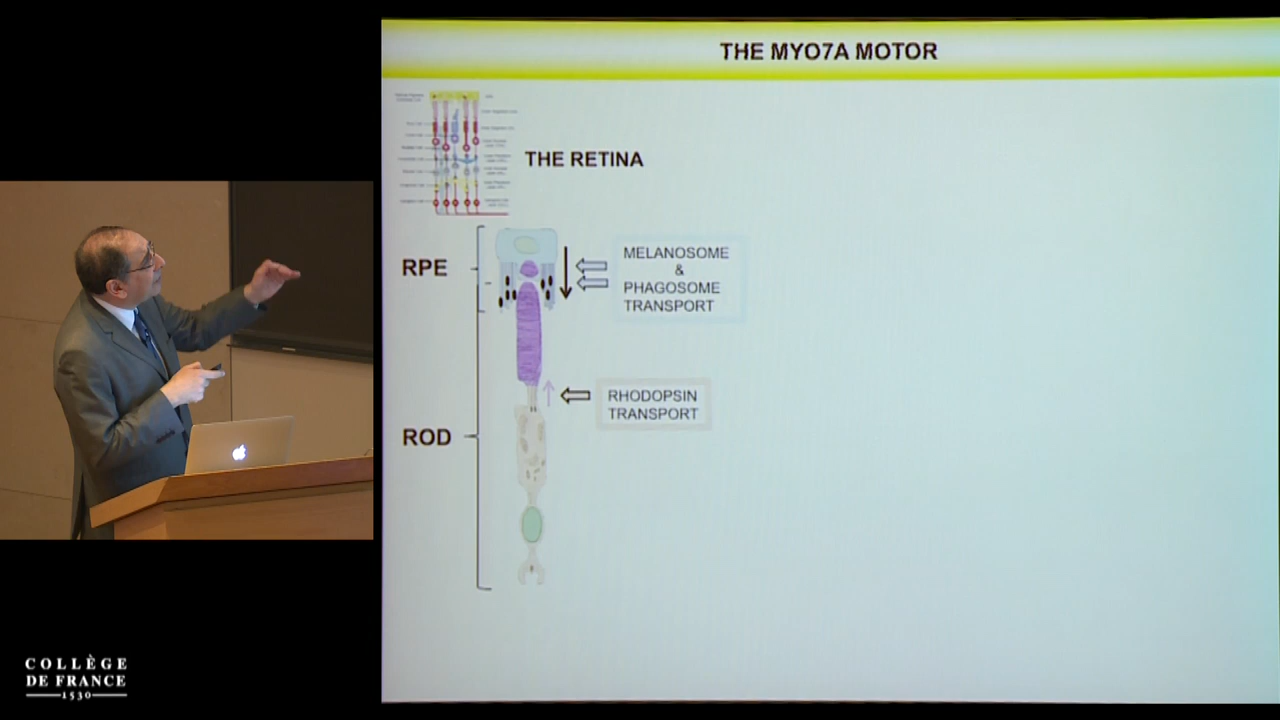 THE MYO7A MOTOR
THE RETINA
RPE
MELANOSOME
&
PHAGOSOME
TRANSPORT
RHODOPSIN
TRANSPORT
ROD
COLLÈGE
DE FRANCE
1530